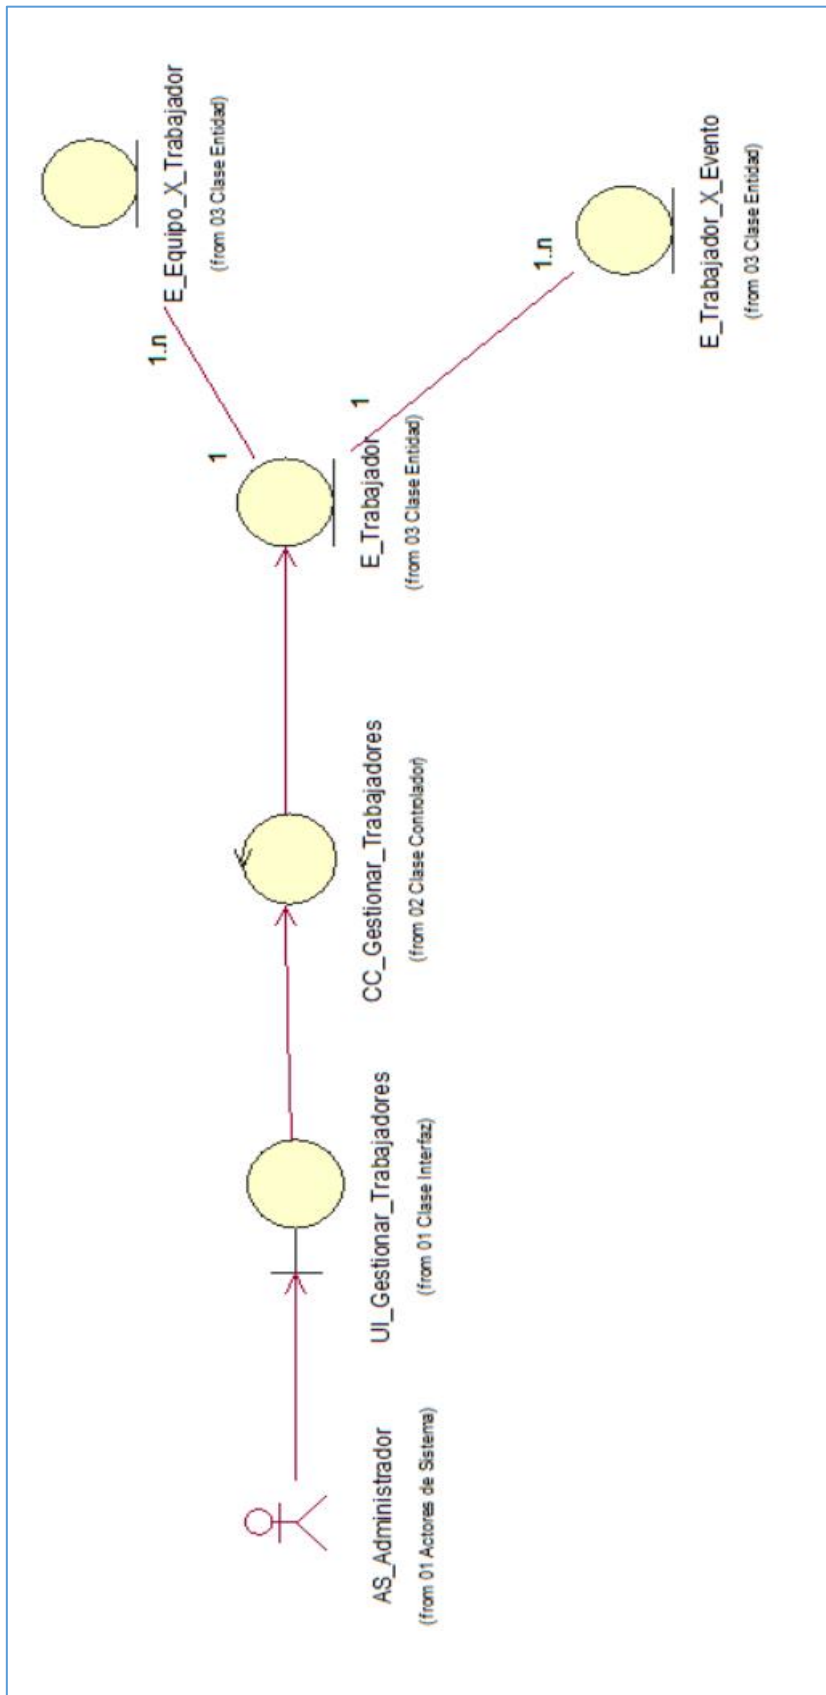 AS_Administrador
(from 01 Actores de Sistema)
UI_Gestionar_Trabajadores
(from 01 Clase Interfaz)
CC_Gestionar_Trabajadores
(from 02 Clase Controlador)
E_Trabajador
(from 03 Clase Entidad)
1
1..n
E_Equipo_X_Trabajador
(from 03 Clase Entidad)
1
1..n
E_Trabajador_X_Evento
(from 03 Clase Entidad)